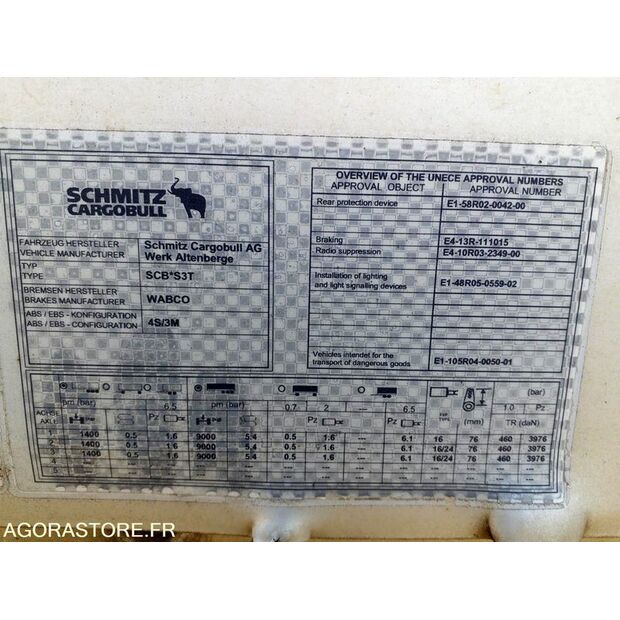 SCHMITZ
CARGOBULL
FAHRZEUG HERSTELLER
VEHICLE MANUFACTURER
Schmitz Cargobull AG
Werk Altenberge
TYP
TYPE
SCB*S3T
BREMSEN HERSTELLER
BRAKES MANUFACTURER
WABCO
ABS / EBS - KONFIGURATION
ABS / EBS - CONFIGURATION
4S/3M
OVERVIEW OF THE UNECE APPROVAL NUMBERS
APPROVAL OBJECT APPROVAL NUMBER
Rear protection device E1-58R02-0042-00
Braking E4-13R-111015
Radio suppression E4-10R03-2349-00
Installation of lighting
and light signalling devices E1-48R05-0559-02
Vehicles intendet for the
transport of dangerous goods E1-105R04-0050-01
pm (bar) 6.5 pm (bar) 0.7 2 --- 6.5 (bar)
ACHSE
AXLE
Pz Pz Pz TYP
TYPE (mm) 1.0 Pz
TR (daN)
1 1400 0.5 1.6 9000 5.4 0.5 1.6 --- 6.1 16 76 460 3976
2 1400 0.5 1.6 9000 5.4 0.5 1.6 --- 6.1 16/24 76 460 3976
3 1400 0.5 1.6 9000 5.4 0.5 1.6 --- 6.1 16/24 76 460 3976
4
5
AGORASTORE.FR